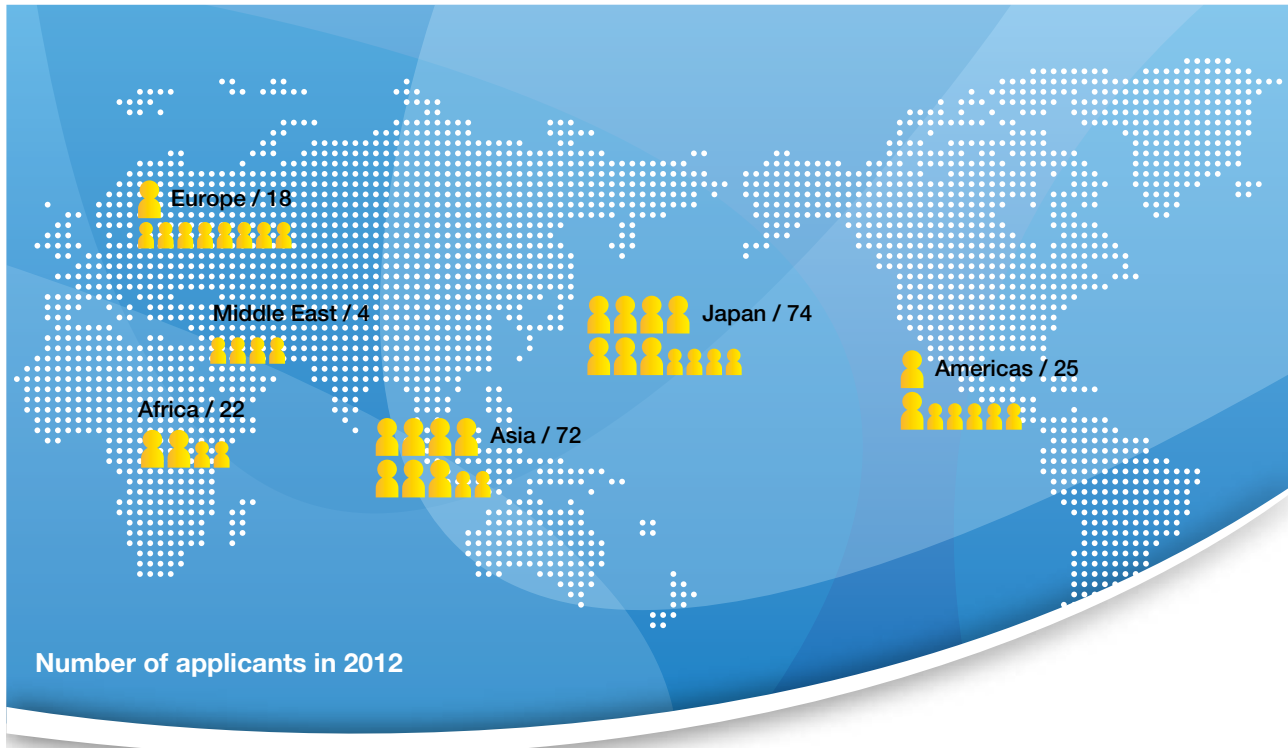 Europe / 18
Middle East / 4
Japan / 74
Americas / 25
Africa / 22
Asia / 72
Number of applicants in 2012